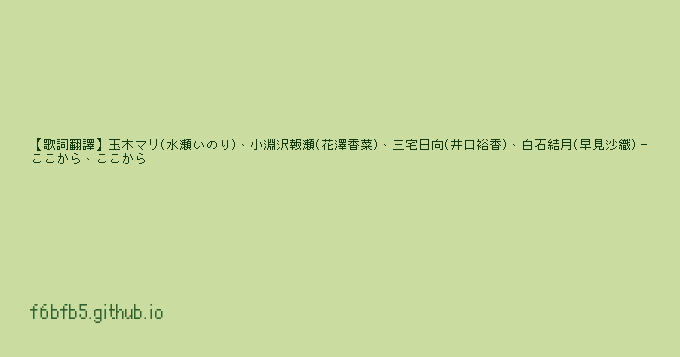 【歌詞翻譯】玉木マリ(水瀬いのり)、小淵沢報瀬(花澤香菜)、三宅日向(井口裕香)、白石結月(早見沙織) -
ここから、ここから
f6bfb5.github.io